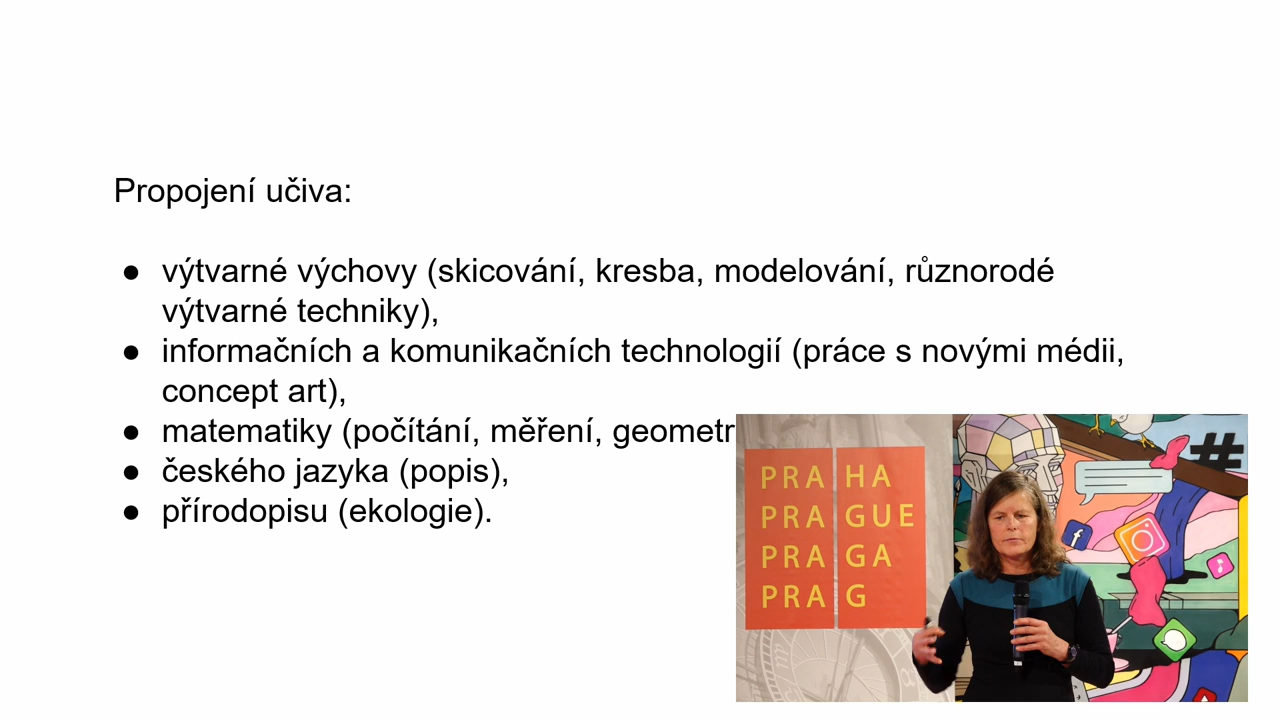 Propojení učiva:
● výtvarné výchovy (skicování, kresba, modelování, různorodé
výtvarné techniky),
● informačních a komunikačních technologií (práce s novými médii,
concept art),
● matematiky (počítání, měření,
● českého jazyka (popis),
● přírodopisu (ekologie).
PRA HA
PRA GUE
PRA GA
PRA G
#
f